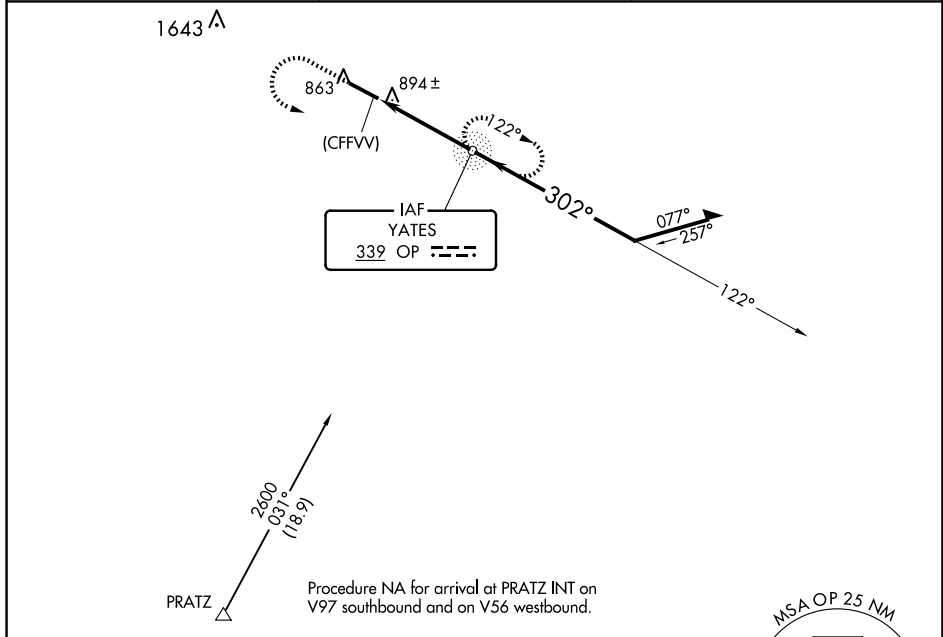 1643
863
894±
(CFFVV)
122°
IAF
YATES
339 OP
302°
077°
257°
122°
2600
031°
(18.9)
PRATZ
Procedure NA for arrival at PRATZ INT on
V97 southbound and on V56 westbound.
MSA OP 25 NM